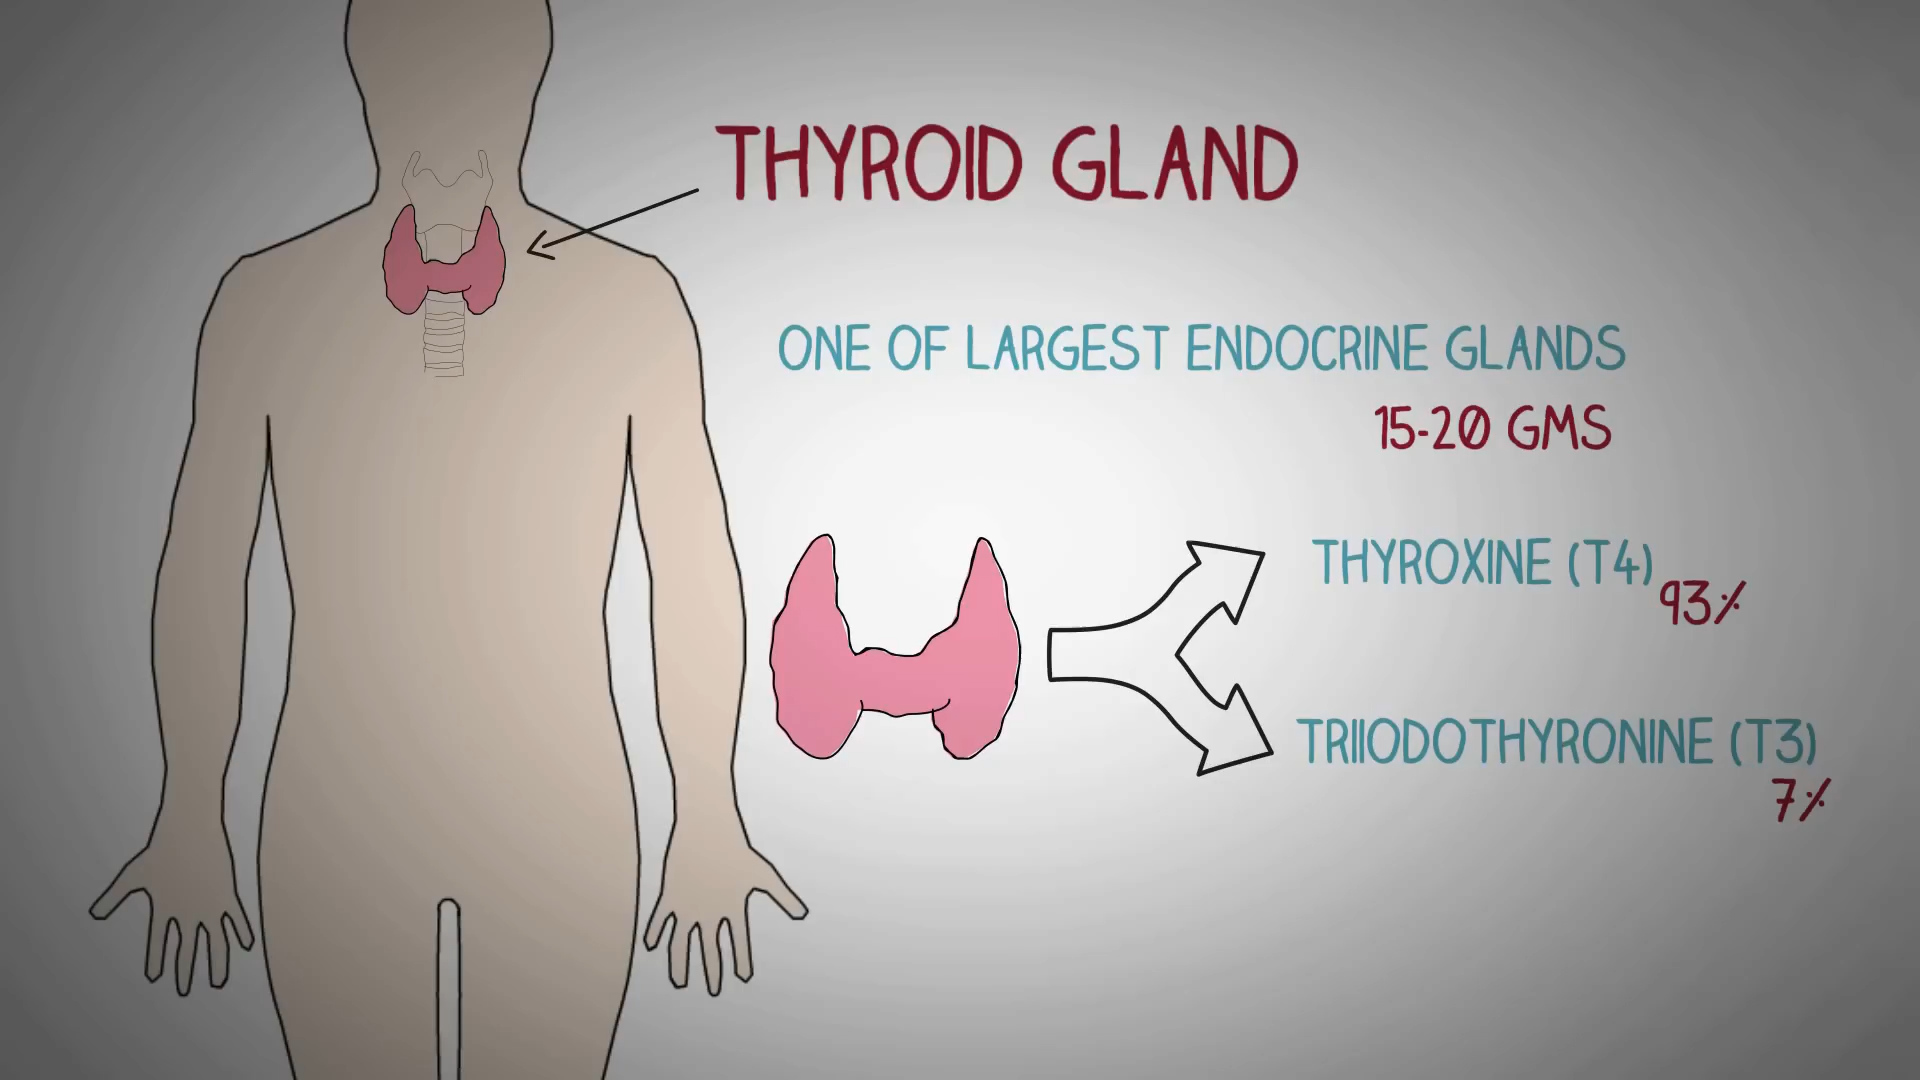 THYROID GLAND
ONE OF LARGEST ENDOCRINE GLANDS
15-20 GMS
THYROXINE (T4)
93%
TRIIODOTHYRONINE (T3)
7%